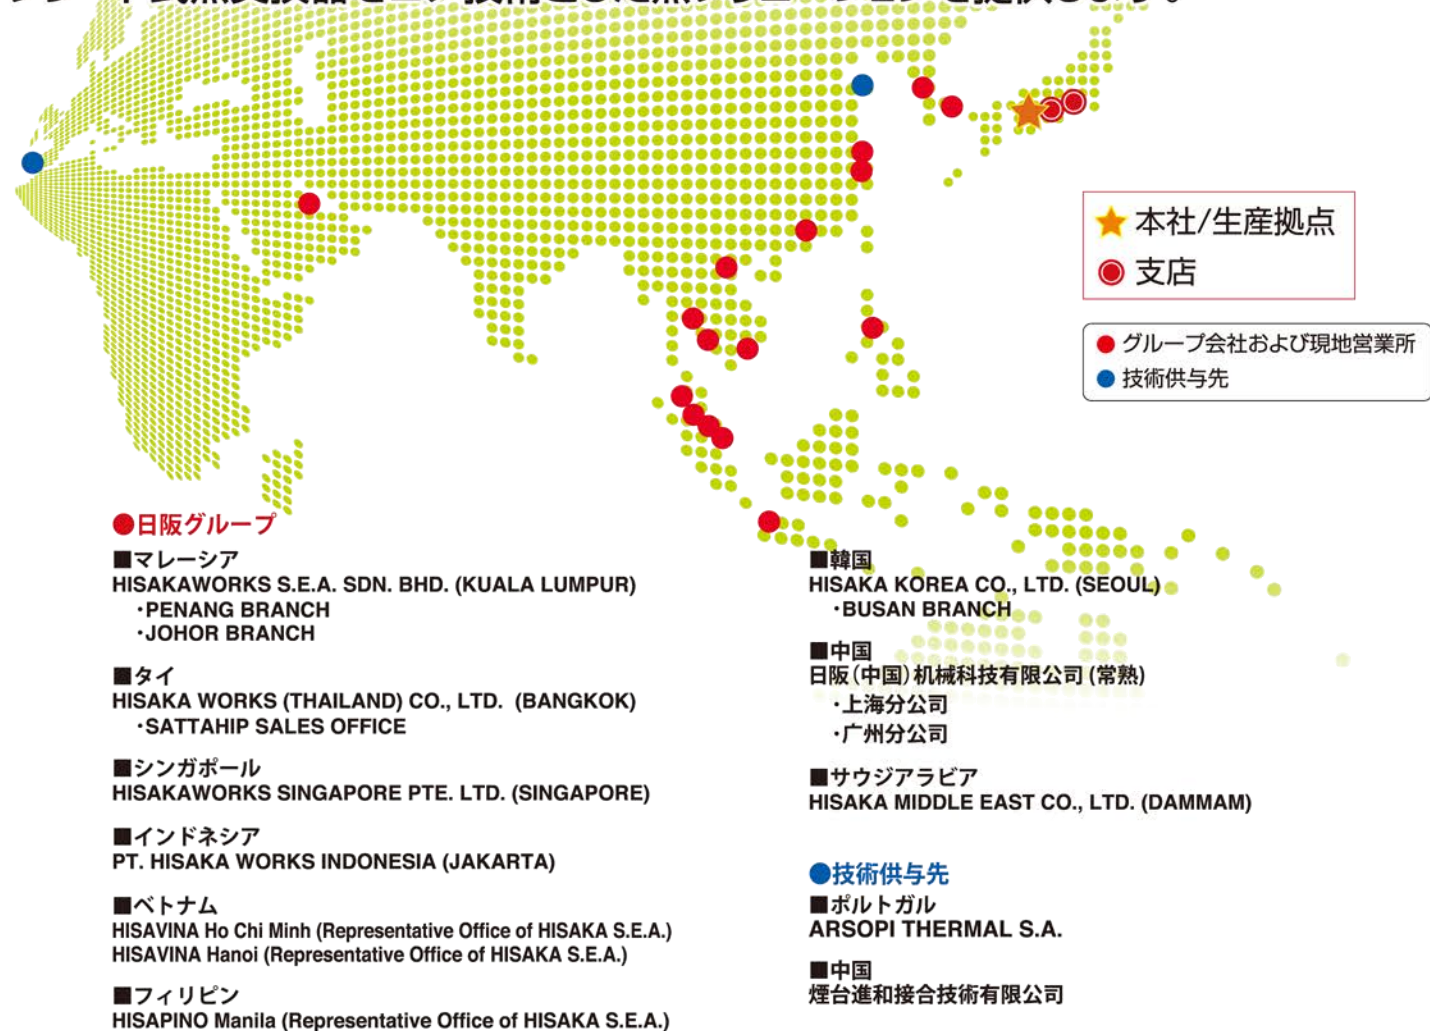 本社/生産拠点
支店
グループ会社および現地営業所
技術供与先
●日阪グループ
■マレーシア
HISAKAWORKS S.E.A. SDN. BHD. (KUALA LUMPUR)
・PENANG BRANCH
・JOHOR BRANCH
■タイ
HISAKA WORKS (THAILAND) CO., LTD. (BANGKOK)
・SATTAHIP SALES OFFICE
■シンガポール
HISAKAWORKS SINGAPORE PTE. LTD. (SINGAPORE)
■インドネシア
PT. HISAKA WORKS INDONESIA (JAKARTA)
■ベトナム
HISAVINA Ho Chi Minh (Representative Office of HISAKA S.E.A.)
HISAVINA Hanoi (Representative Office of HISAKA S.E.A.)
■フィリピン
HISAPINO Manila (Representative Office of HISAKA S.E.A.)
■韓国
HISAKA KOREA CO., LTD. (SEOUL)
・BUSAN BRANCH
■中国
日阪(中国)机械科技有限公司 (常熟)
・上海分公司
・广州分公司
■サウジアラビア
HISAKA MIDDLE EAST CO., LTD. (DAMMAM)
●技術供与先
■ポルトガル
ARSOPI THERMAL S.A.
■中国
煙台進和接合技術有限公司